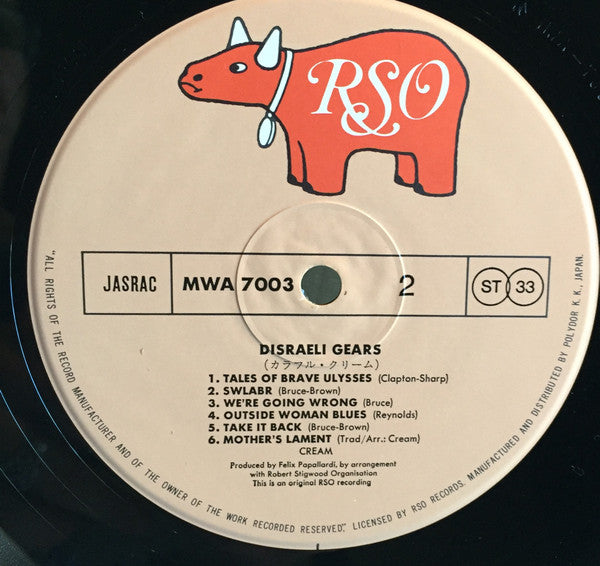 RSO
JASRAC
MWA 7003
2
ST 33
DISRAELI GEARS
(カラフル・クリーム)
1. TALES OF BRAVE ULYSSES (Clapton-Sharp)
2. SWLABR (Bruce-Brown)
3. WE'RE GOING WRONG (Bruce)
4. OUTSIDE WOMAN BLUES (Reynolds)
5. TAKE IT BACK (Bruce-Brown)
6. MOTHER'S LAMENT (Trad/Arr.: Cream)
CREAM
Produced by Felix Papallardi, by arrangement
with Robert Stigwood Organisation
This is an original RSO recording
"ALL RIGHTS OF THE RECORD MANUFACTURER AND OF THE OWNER OF THE WORK RECORDED RESERVED". LICENSED BY RSO RECORDS. MANUFACTURED AND DISTRIBUTED BY POLYDOR K. K., JAPAN.